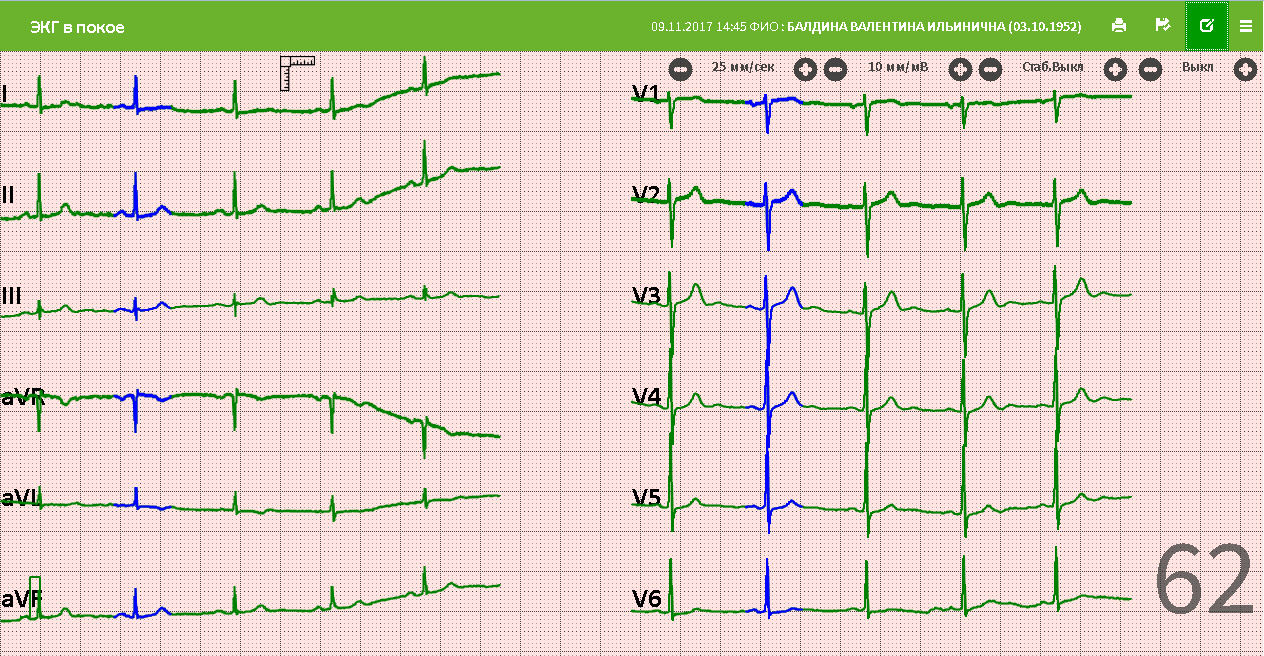 ЭКГ в покое
09.11.2017 14:45 ФИО : БАЛДИНА ВАЛЕНТИНА ИЛЬИНИЧНА (03.10.1952)
25 мм/сек 10 мм/мВ Стаб.Выкл Выкл
I V1
II V2
III V3
aVR V4
aVL V5
aVF V6
62